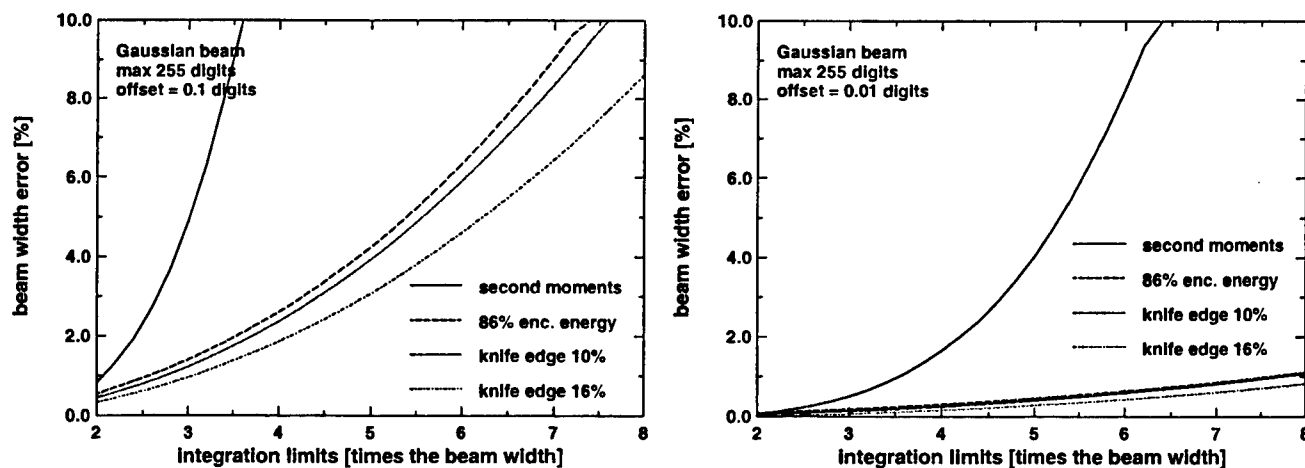 10.0
8.0
6.0
4.0
2.0
0.0
beam width error [%]
Gaussian beam
max 255 digits
offset = 0.1 digits
second moments
86% enc. energy
knife edge 10%
knife edge 16%
2 3 4 5 6 7 8
integration limits [times the beam width]
10.0
8.0
6.0
4.0
2.0
0.0
beam width error [%]
Gaussian beam
max 255 digits
offset = 0.01 digits
second moments
86% enc. energy
knife edge 10%
knife edge 16%
2 3 4 5 6 7 8
integration limits [times the beam width]